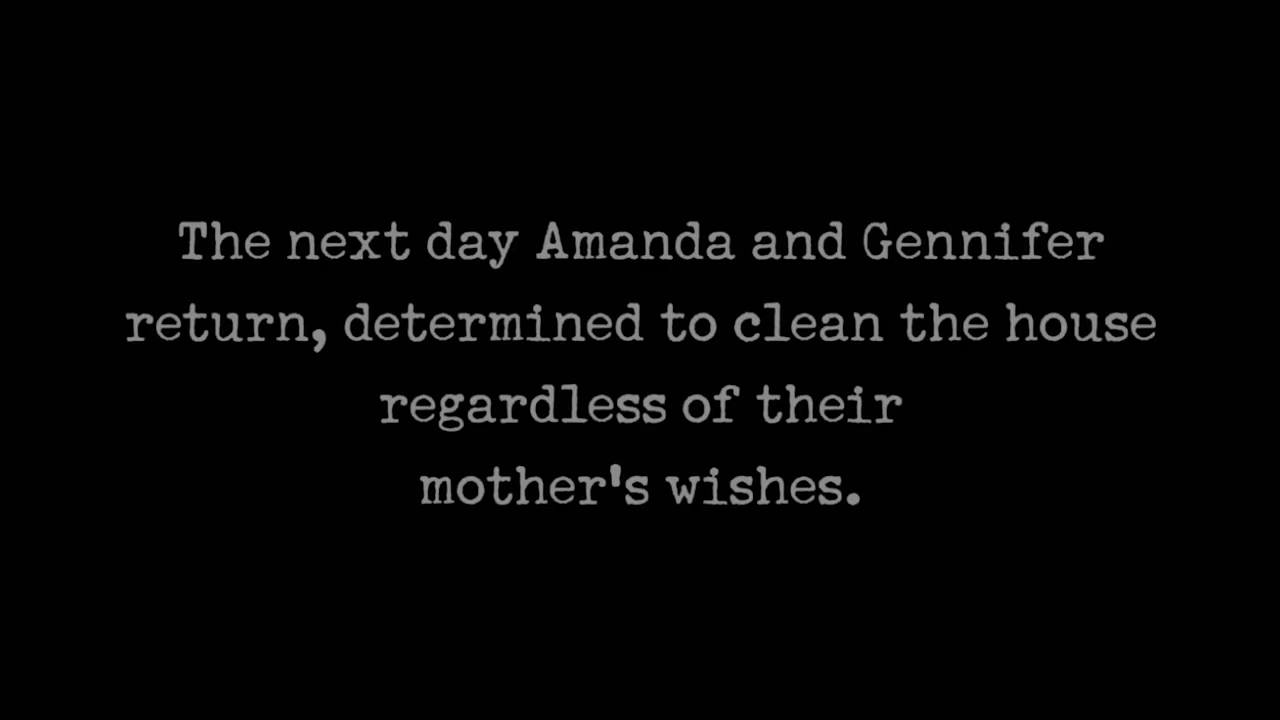 The next day Amanda and Gennifer
return, determined to clean the house
regardless of their
mother's wishes.